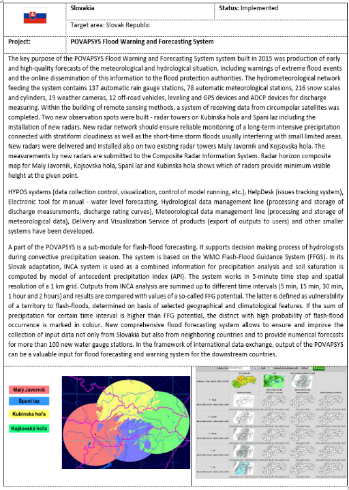 Slovakia
Status: Implemented
Target area: Slovak Republic
Project:
POVAPSYS Flood Warning and Forecasting System
The key purpose of the POVAPSYS Flood Warning and Forecasting System system built in 2015 was production of early
and high-quality forecasts of the meteorological and hydrological situation, including warnings of extreme flood events
and the online dissemination of this information to the flood protection authorities. The hydrometeorological network
feeding the system contains 137 automatic rain gauge stations, 78 automatic meteorological stations, 216 snow scales
and cylinders, 19 weather cameras, 12 off-road vehicles, leveling and GPS devices and ADCP devices for discharge
measuring. Within the building of remote sensing methods, a system of receiving data from circumpolar satellites was
completed. Two new observation spots were built - radar towers on Kubinska hola and Spani laz including the
installation of new radars. New radar network should ensure reliable monitoring of a long-term intensive precipitation
connected with stratiform cloudiness as well as the short-time storm floods usually interfering with small limited areas.
New radars were delivered and installed also on two existing radar towers Maly Javornik and Kojsovska hola. The
measurements by new radars are submitted to the Composite Radar Information System. Radar horizon composite
map for Maly Javornik, Kojsovska hola, Spani laz and Kubinska hola shows which of radars provide minimum visible
height at the given point.
HYPOS systems (data collection control, visualization, control of model running, etc.), HelpDesk (issues tracking system),
Electronic tool for manual - water level forecasting, Hydrological data management line (processing and storage of
discharge measurements, discharge rating curves), Meteorological data management line (processing and storage of
meteorological data), Delivery and Visualization Service of products (export of outputs to users) and other smaller
systems have been developed.
A part of the POVAPSYS is a sub-module for flash-flood forecasting. It supports decision making process of hydrologists
during convective precipitation season. The system is based on the WMO Flash-Flood Guidance System (FFGS). In its
Slovak adaptation, INCA system is used as a combined information for precipitation analysis and soil saturation is
computed by model of antecedent precipitation index (API). The system works in 5-minute time step and spatial
resolution of a 1 km grid. Outputs from INCA analysis are summed up to different time intervals (5 min, 15 min, 30 min,
1 hour and 2 hours) and results are compared with values of a so-called FFG potential. The latter is defined as vulnerability
of a territory to flash-floods, determined on basis of selected geographical and climatological features. If the sum of
precipitation for certain time interval is higher than FFG potential, the district with high probability of flash-flood
occurrence is marked in colour. New comprehensive flood forecasting system allows to ensure and improve the
collection of input data not only from Slovakia but also from neighboring countries and to provide numerical forecasts
for more than 100 new water gauge stations. In the framework of international data exchange, output of the POVAPSYS
can be a valuable input for flood forecasting and warning system for the downstream countries.
Malý Javorník
Španí laz
Kubínska hoľa
Kojšovská hoľa